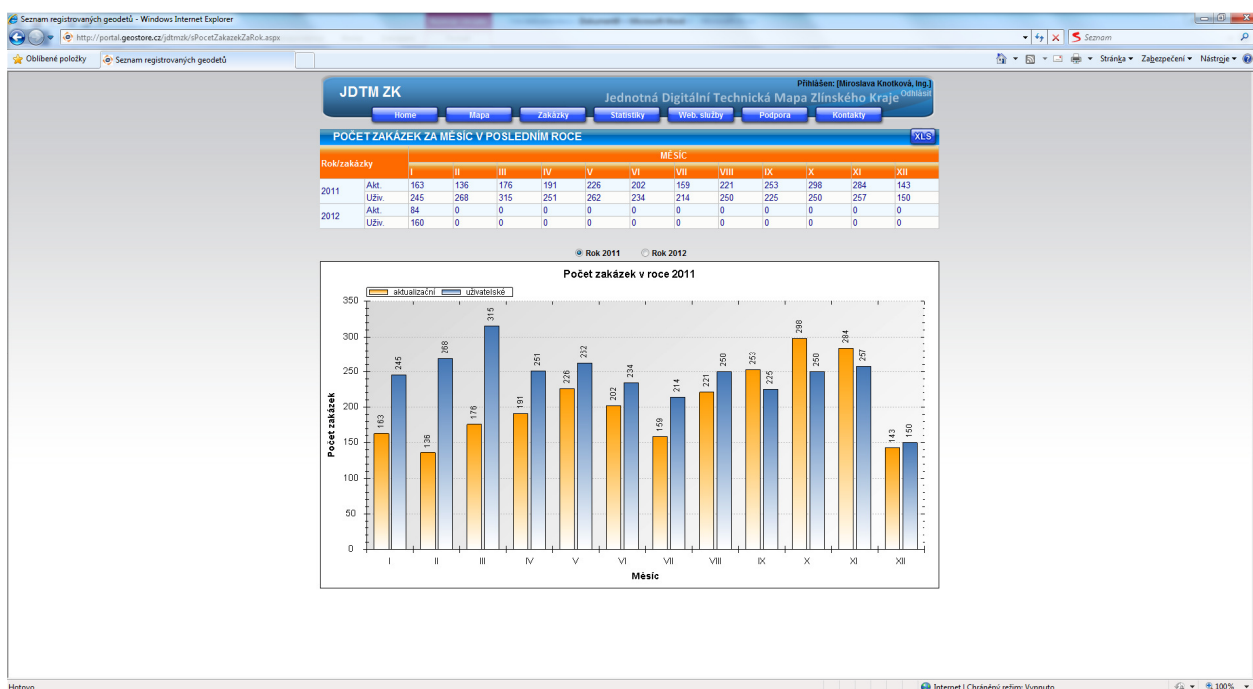 Seznam registrovaných geodetů - Windows Internet Explorer
http://portal.geostore.cz/jdtmzk/sPocetZakazekZaRok.aspx
Seznam
Oblíbené položky
Seznam registrovaných geodetů
Stránka
Zabezpečení
Nástroje
JDTM ZK
Přihlášen: [Miroslava Knotková, Ing.]
Jednotná Digitální Technická Mapa Zlínského Kraje
Odhlásit
Home Mapa Zakázky Statistiky Web. služby Podpora Kontakty
POČET ZAKÁZEK ZA MĚSÍC V POSLEDNÍM ROCE
XLS
Rok/zakázky MĚSÍC
I II III IV V VI VII VIII IX X XI XII
2011 Akt. 163 136 176 191 226 202 159 221 253 298 284 143
Uživ. 245 268 315 251 262 234 214 250 225 250 257 150
2012 Akt. 84 0 0 0 0 0 0 0 0 0 0 0
Uživ. 160 0 0 0 0 0 0 0 0 0 0 0
Rok 2011 Rok 2012
Počet zakázek v roce 2011
aktualizační uživatelské
Počet zakázek
350
300
250
200
150
100
50
0
163 245 136 268 176 315 191 251 226 262 202 234 159 214 221 250 253 225 298 250 284 257 143 150
I II III IV V VI VII VIII IX X XI XII
Měsíc
Hotovo
Internet | Chráněný režim: Vypnuto
100%